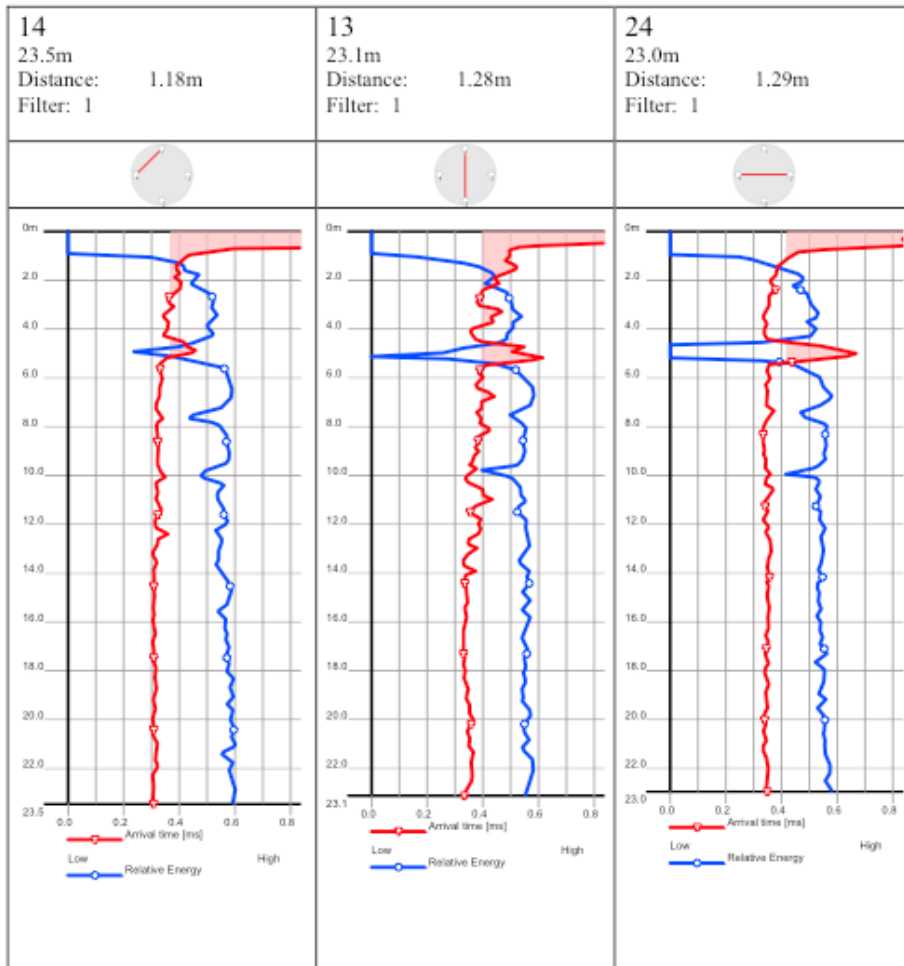 14
23.5m
Distance: 1.18m
Filter: 1
0m
2.0
4.0
6.0
8.0
10.0
12.0
14.0
16.0
18.0
20.0
22.0
23.5
0.0 0.2 0.4 0.6 0.8
Arrival time [ms]
Low High
Relative Energy
13
23.1m
Distance: 1.28m
Filter: 1
0m
2.0
4.0
6.0
8.0
10.0
12.0
14.0
16.0
18.0
20.0
22.0
23.1
0.0 0.2 0.4 0.6 0.8
Arrival time [ms]
Low High
Relative Energy
24
23.0m
Distance: 1.29m
Filter: 1
0m
2.0
4.0
6.0
8.0
10.0
12.0
14.0
16.0
18.0
20.0
22.0
23.0
0.0 0.2 0.4 0.6 0.8
Arrival time [ms]
Low High
Relative Energy